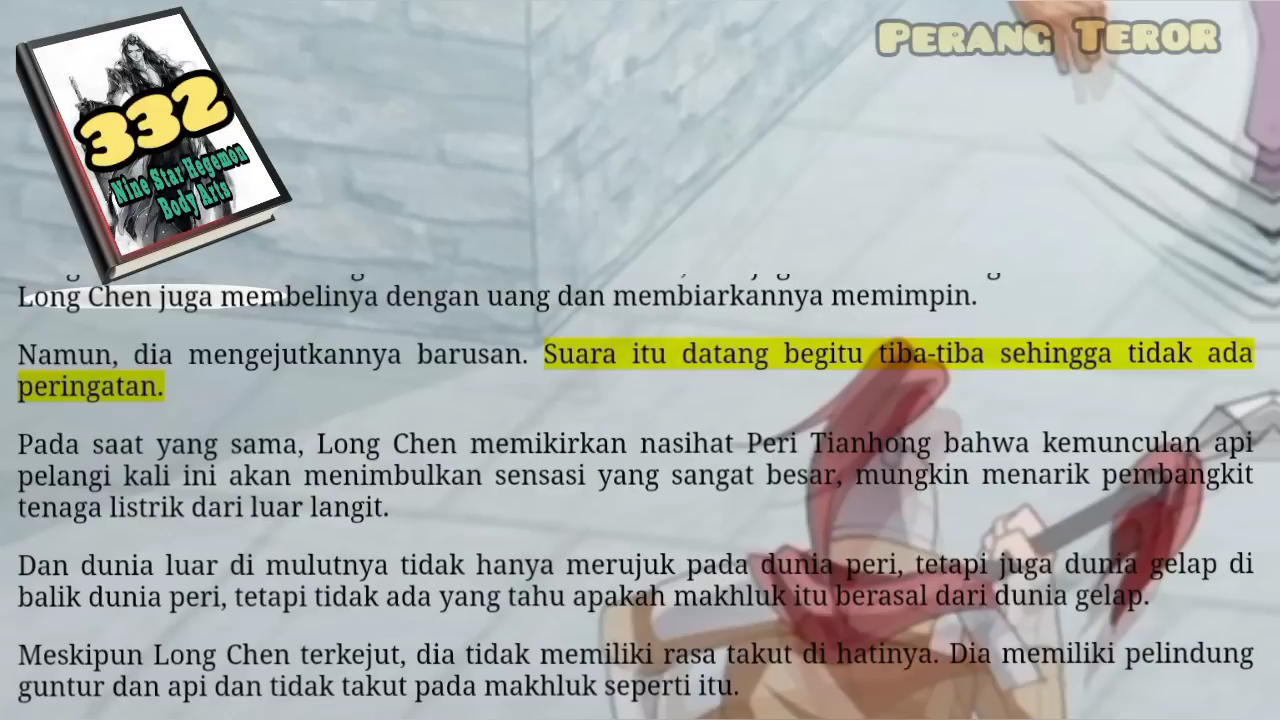 PERANG TEROR
332
Nine Star Hegemon
Body Arts
Long Chen juga membelinya dengan uang dan membiarkannya memimpin.
Namun, dia mengejutkannya barusan. Suara itu datang begitu tiba-tiba sehingga tidak ada
peringatan.
Pada saat yang sama, Long Chen memikirkan nasihat Peri Tianhong bahwa kemunculan api
pelangi kali ini akan menimbulkan sensasi yang sangat besar, mungkin menarik pembangkit
tenaga listrik dari luar langit.
Dan dunia luar di mulutnya tidak hanya merujuk pada dunia peri, tetapi juga dunia gelap di
balik dunia peri, tetapi tidak ada yang tahu apakah makhluk itu berasal dari dunia gelap.
Meskipun Long Chen terkejut, dia tidak memiliki rasa takut di hatinya. Dia memiliki pelindung
guntur dan api dan tidak takut pada makhluk seperti itu.